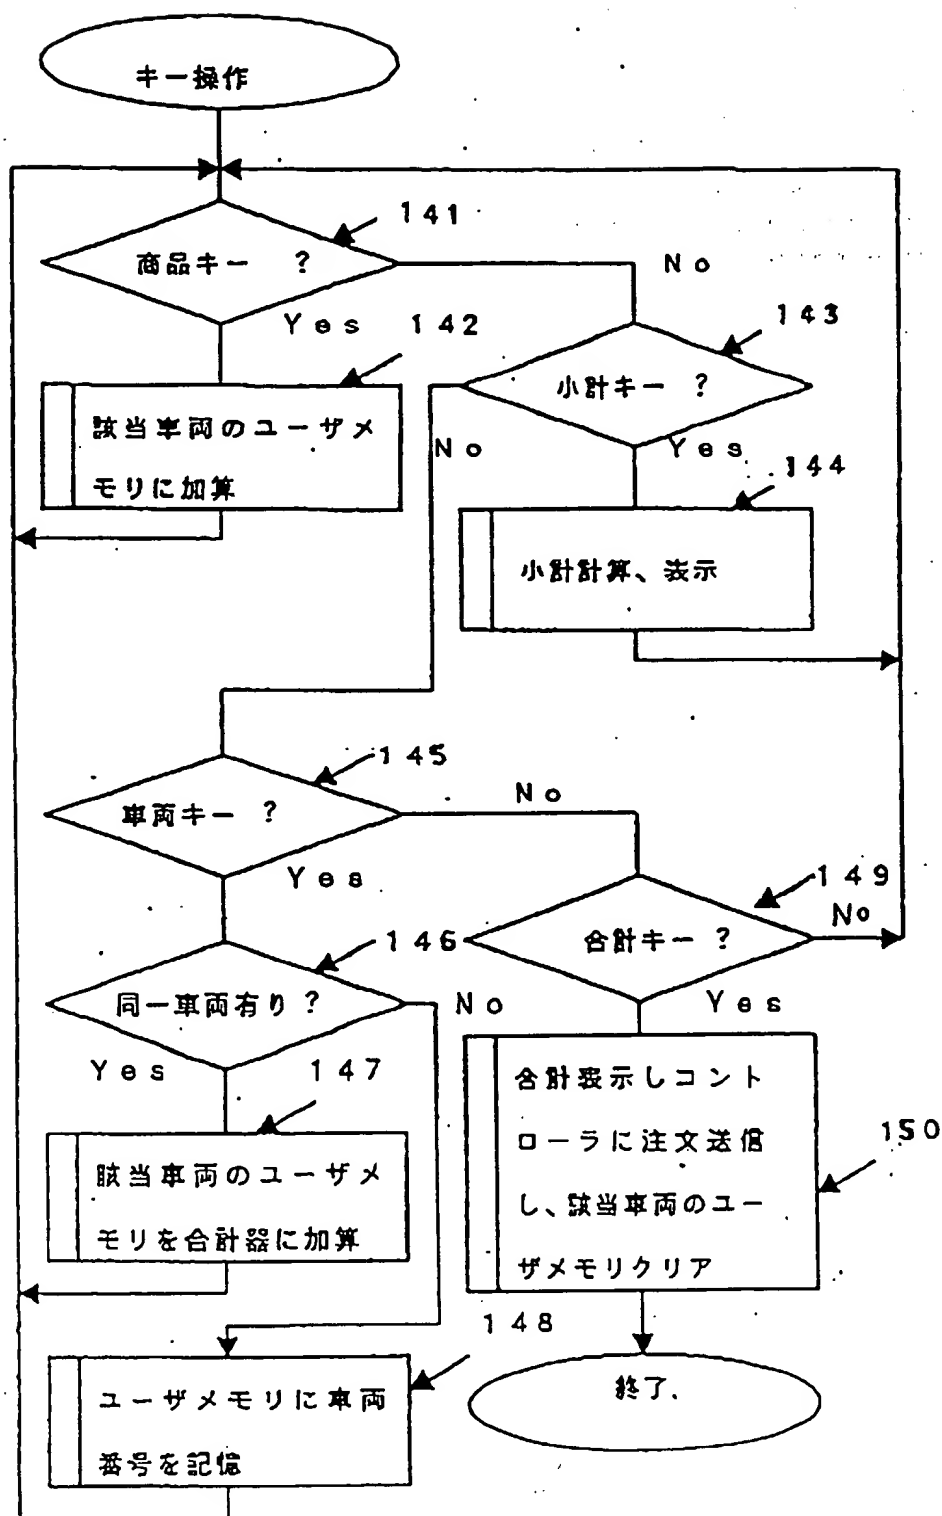 キー操作
141
商品キー ?
No
Yes
142
143
小計キー ?
該当車両のユーザメ
モリに加算
No
Yes
144
小計計算、表示
145
車両キー ?
No
Yes
149
No
146
合計キー ?
同一車両有り?
No
Yes
Yes
147
合計表示しコント
ローラに注文送信
し、該当車両のユー
ザメモリクリア
150
該当車両のユーザメ
モリを合計器に加算
148
ユーザメモリに車両
番号を記憶
終了.